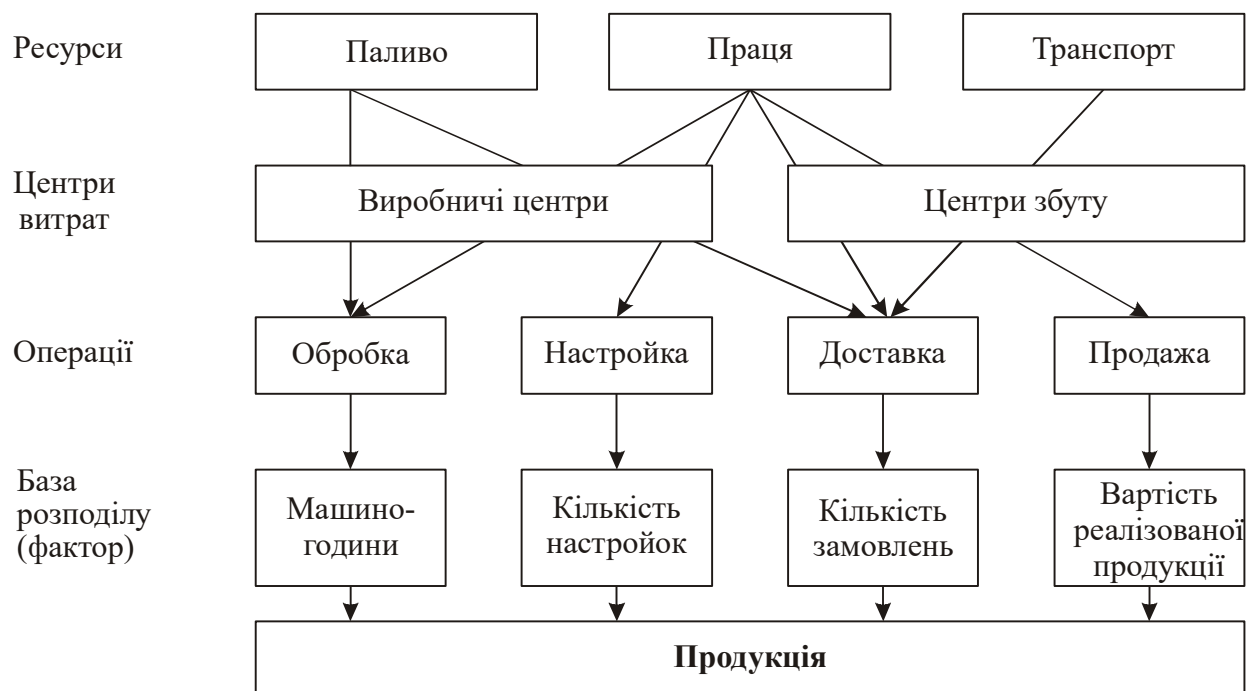 Ресурси
Паливо
Праця
Транспорт
Центри
витрат
Виробничі центри
Центри збуту
Операції
Обробка
Настройка
Доставка
Продажа
База
розподілу
(фактор)
Машино-
години
Кількість
настройок
Кількість
замовлень
Вартість
реалізованої
продукції
Продукція